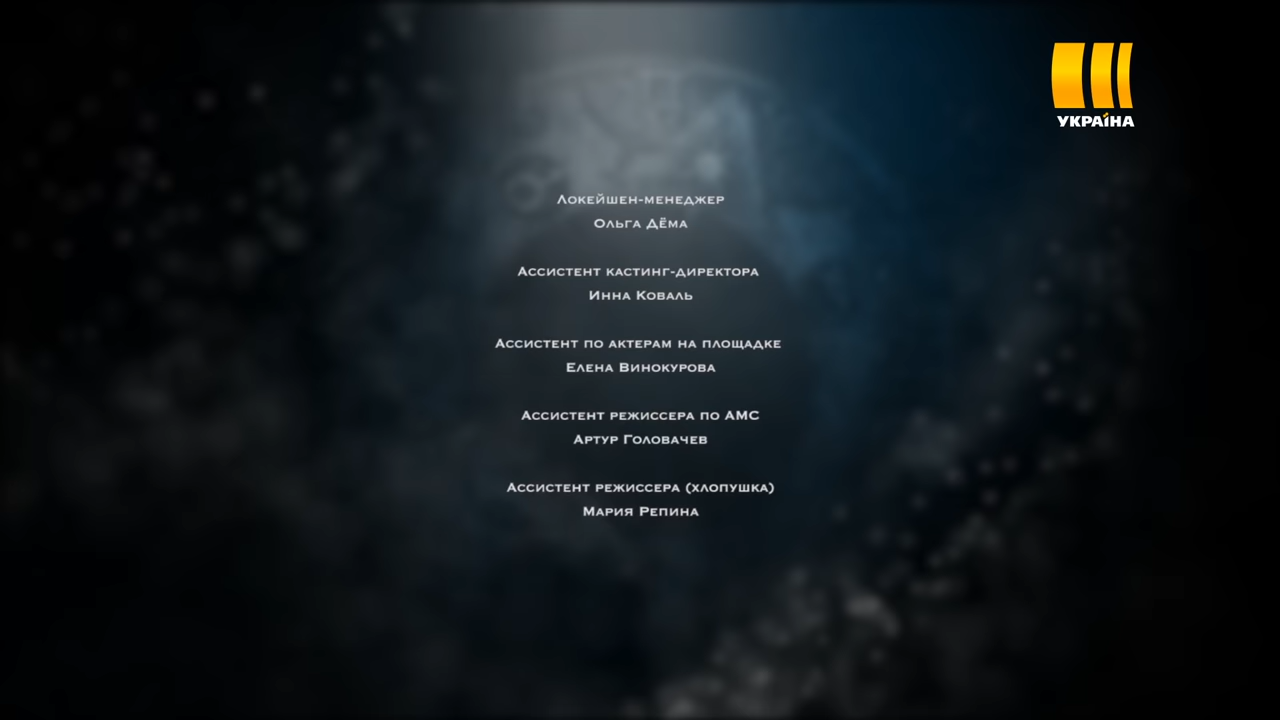 УКРАЇНА
Локейшен-менеджер
Ольга Дёма
Ассистент кастинг-директора
Инна Коваль
Ассистент по актерам на площадке
Елена Винокурова
Ассистент режиссера по АМС
Артур Головачев
Ассистент режиссера (хлопушка)
Мария Репина